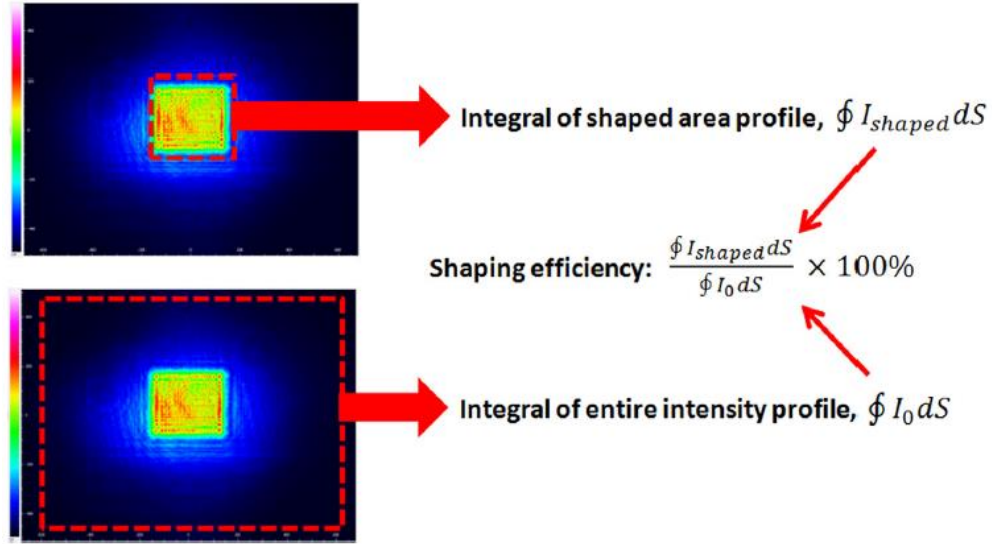 Integral of shaped area profile, ∮ I_shaped dS
Shaping efficiency: ∮ I_shaped dS / ∮ I_0 dS × 100%
Integral of entire intensity profile, ∮ I_0 dS